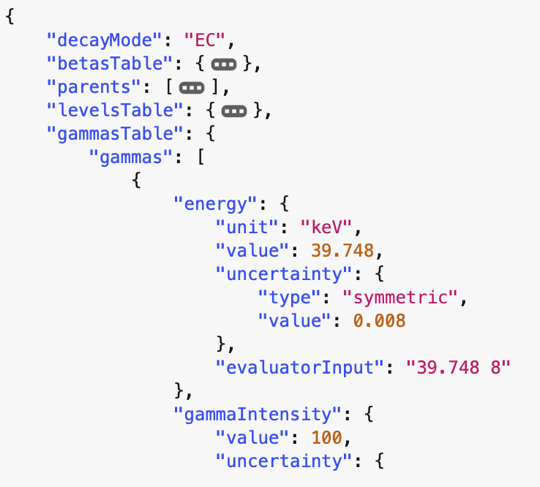 {
"decayMode": "EC",
"betasTable": { ... },
"parents": [ ... ],
"levelsTable": { ... },
"gammasTable": {
"gammas": [
{
"energy": {
"unit": "keV",
"value": 39.748,
"uncertainty": {
"type": "symmetric",
"value": 0.008
},
"evaluatorInput": "39.748 8"
},
"gammaIntensity": {
"value": 100,
"uncertainty": {